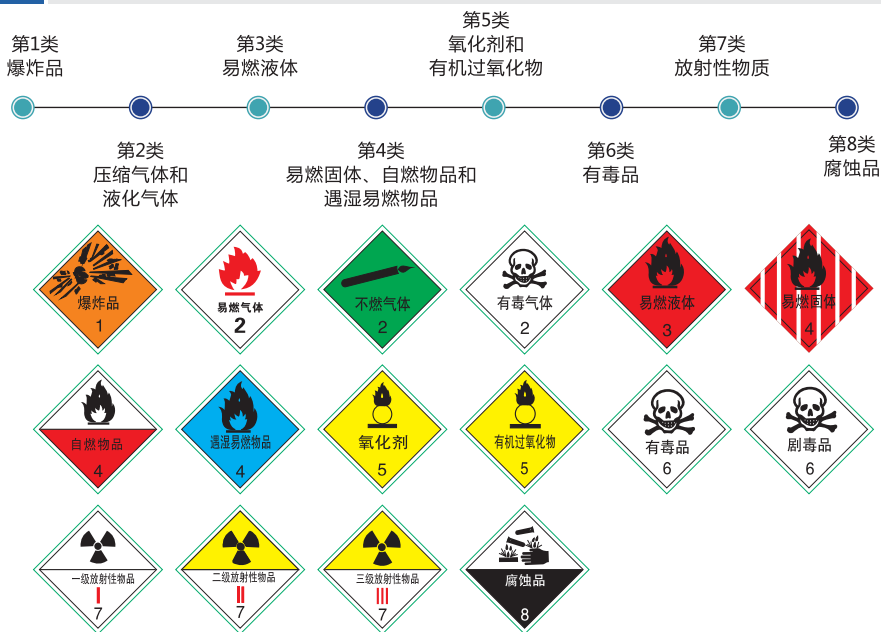 第1类
爆炸品
第3类
易燃液体
第5类
氧化剂和
有机过氧化物
第7类
放射性物质
第2类
压缩气体和
液化气体
第4类
易燃固体、自燃物品和
遇湿易燃物品
第6类
有毒品
第8类
腐蚀品
爆炸品
1
易燃气体
2
不燃气体
2
有毒气体
2
易燃液体
3
易燃固体
4
自燃物品
4
遇湿易燃物品
4
氧化剂
5
有机过氧化物
5
有毒品
6
剧毒品
6
一级放射性物品
I
7
二级放射性物品
II
7
三级放射性物品
III
7
腐蚀品
8